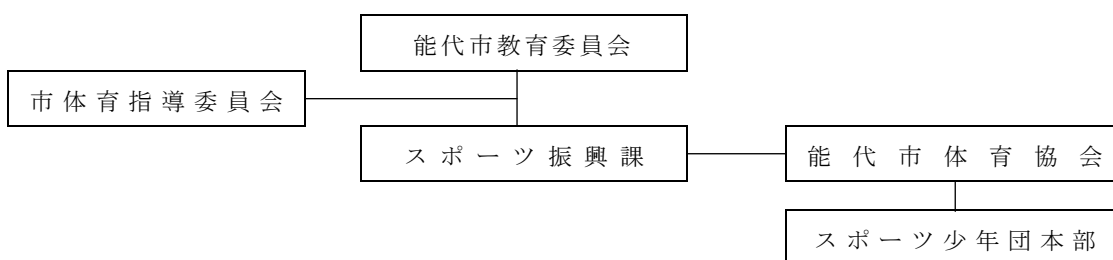 能代市教育委員会
市体育指導委員会
スポーツ振興課
能代市体育協会
スポーツ少年団本部